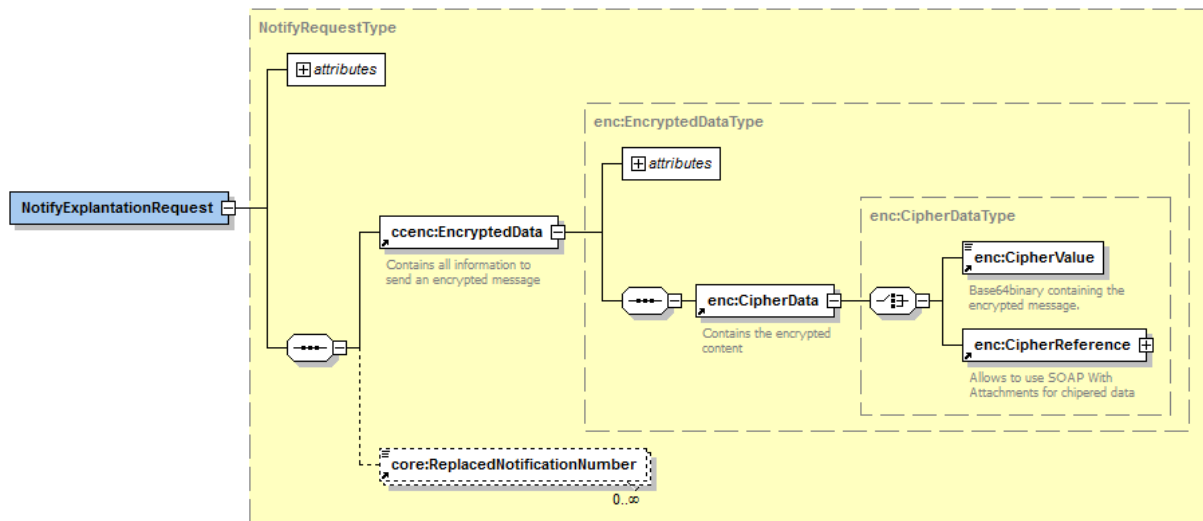 NotifyRequestType
attributes
enc:EncryptedDataType
attributes
NotifyExplantationRequest
enc:CipherDataType
ccenc:EncryptedData
Contains all information to
send an encrypted message
enc:CipherValue
Base64binary containing the
encrypted message.
enc:CipherData
Contains the encrypted
content
enc:CipherReference
Allows to use SOAP With
Attachments for chipered data
core:ReplacedNotificationNumber
0..∞